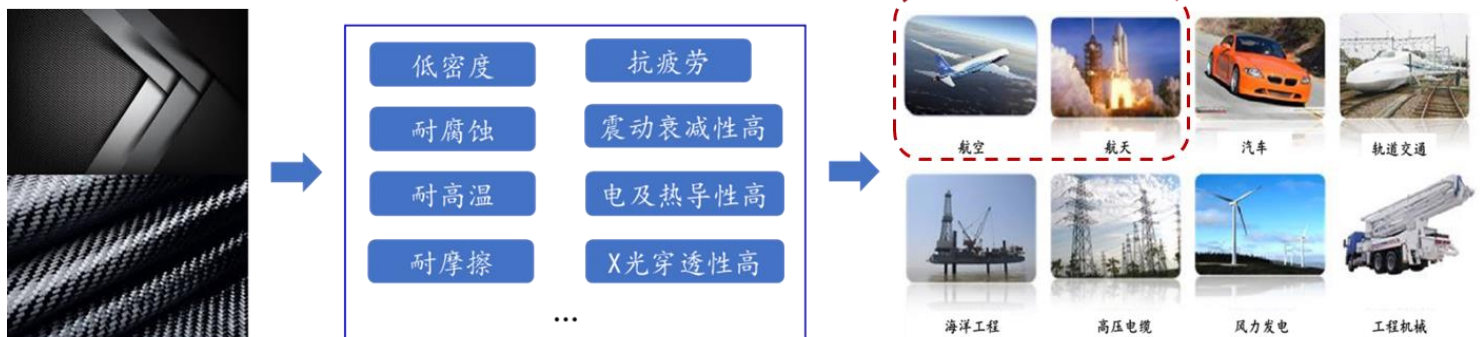 低密度
抗疲劳
耐腐蚀
震动衰减性高
耐高温
电及热导性高
耐摩擦
X光穿透性高
...
航空
航天
汽车
轨道交通
海洋工程
高压电缆
风力发电
工程机械